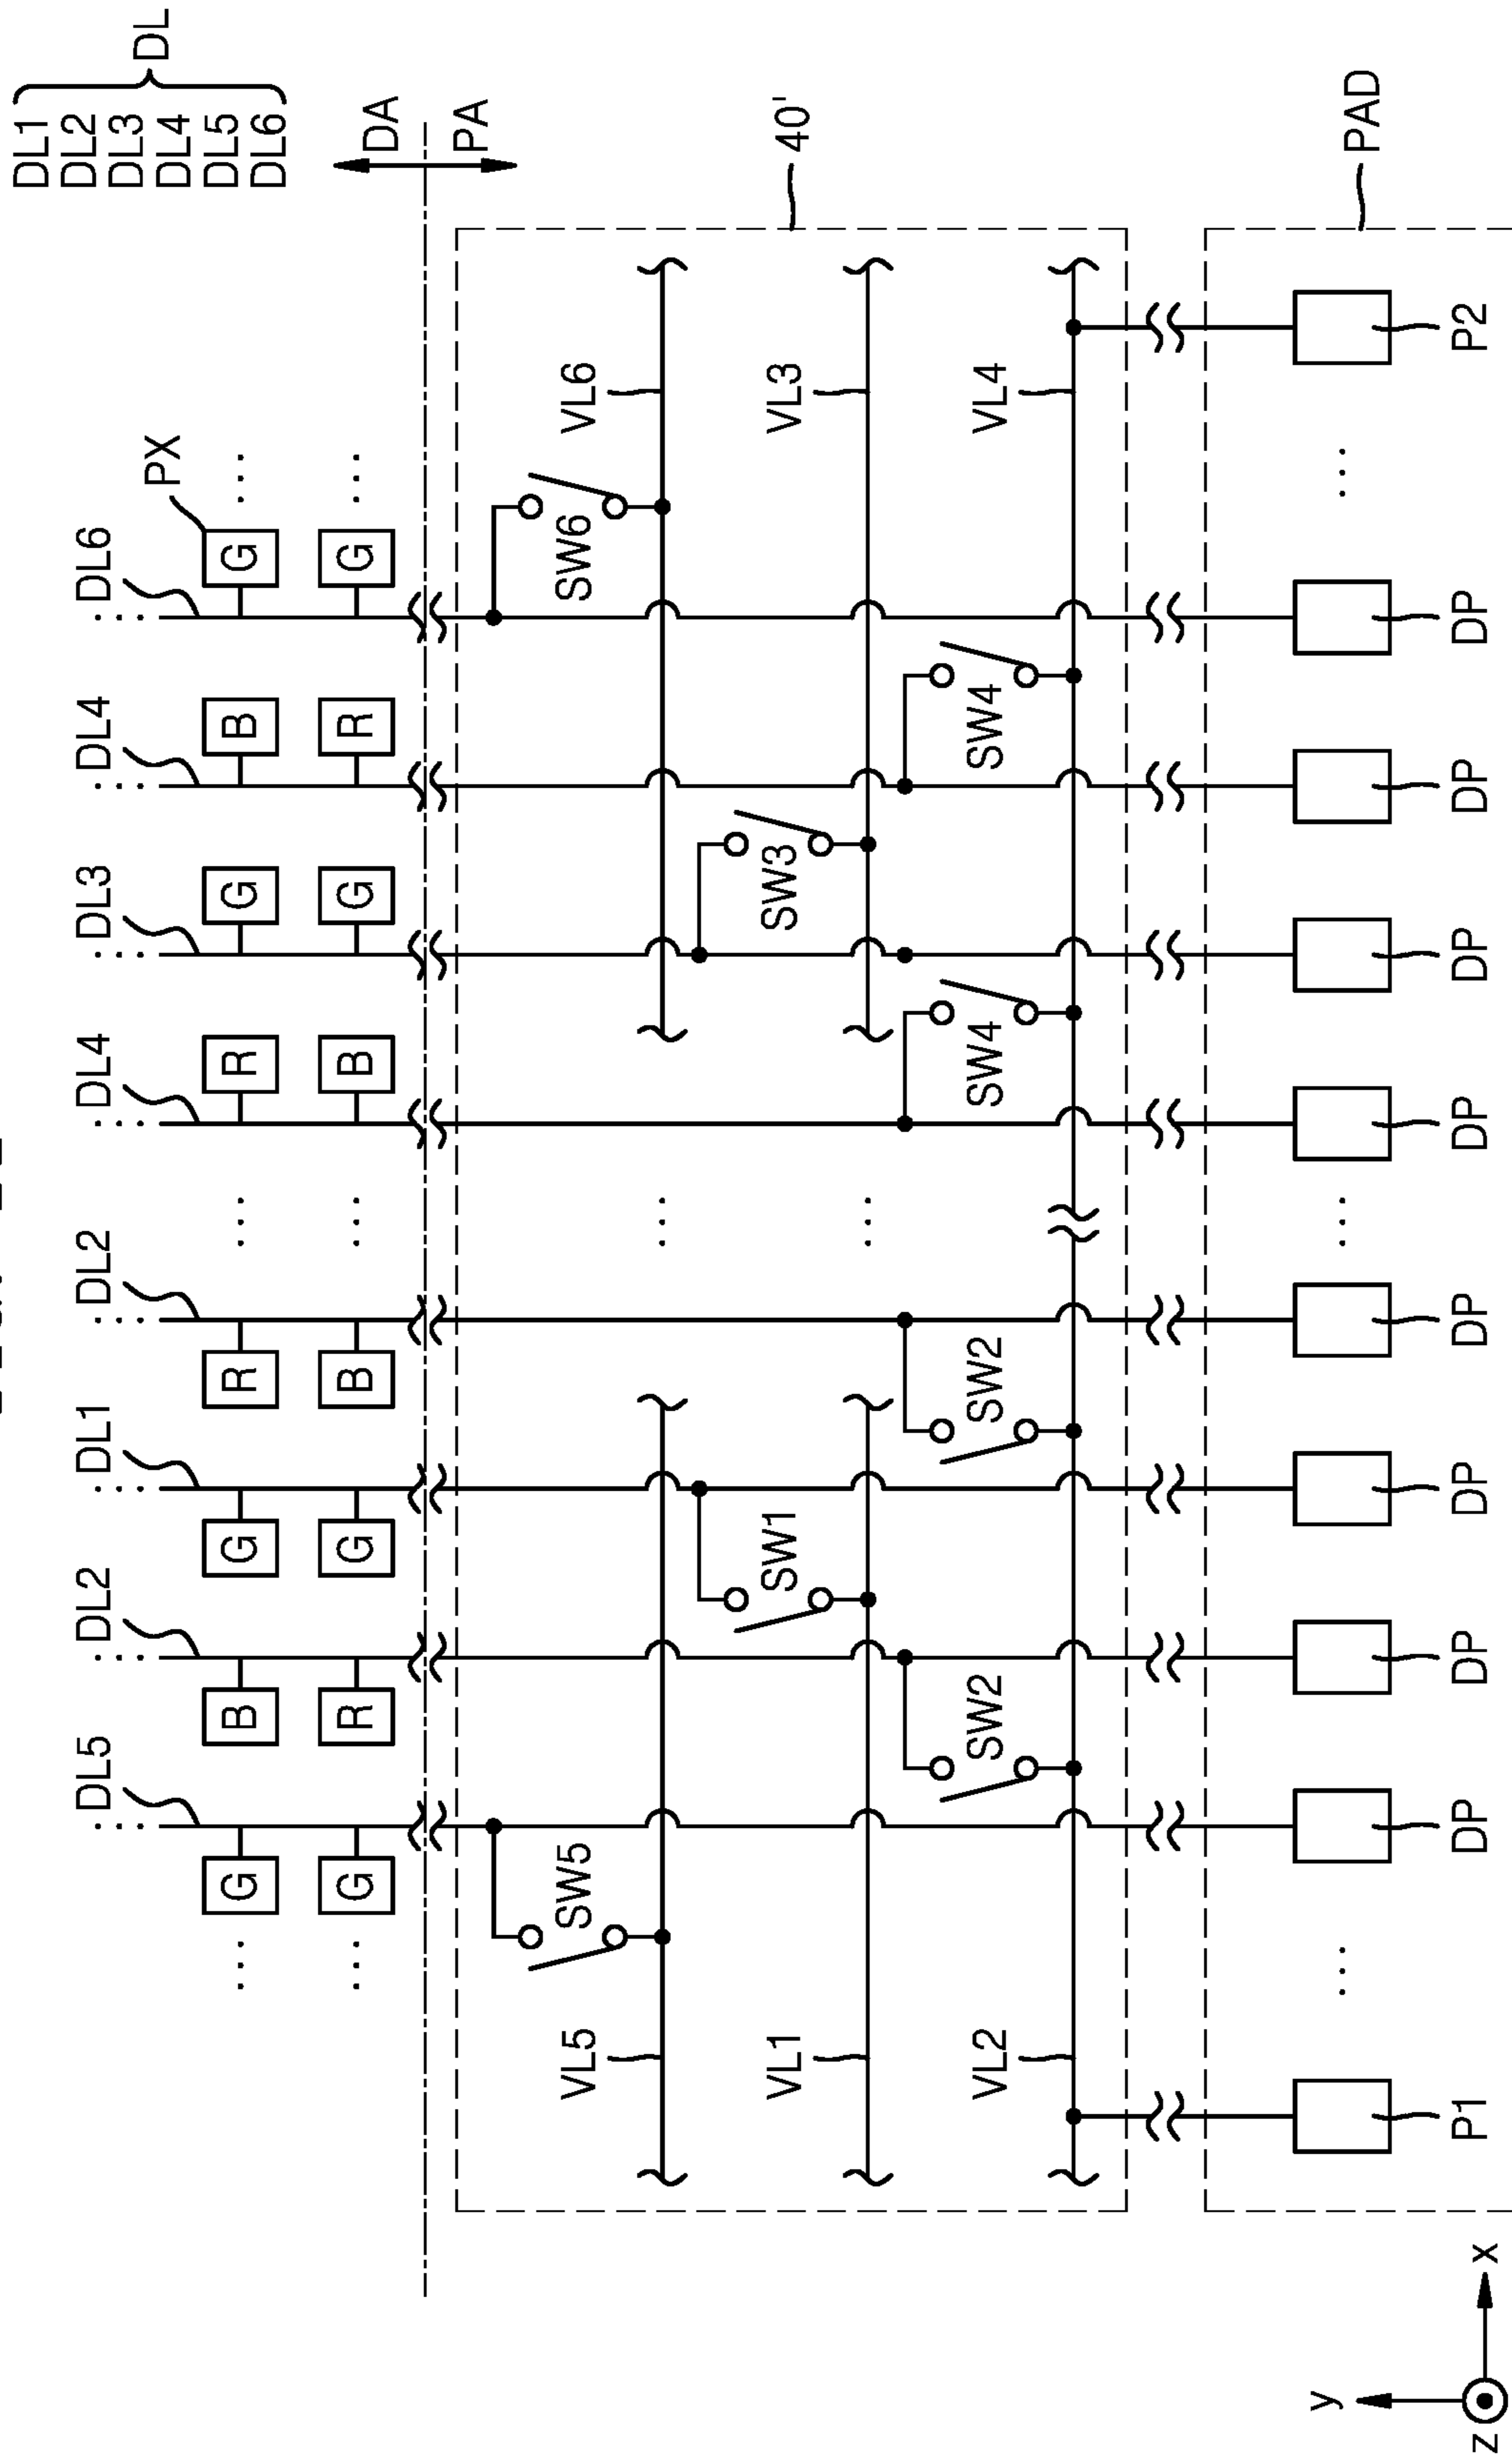 DL1
DL2
DL3
DL4
DL5
DL6
DL
DL5 DL2 DL1 DL2 DL4 DL3 DL4 DL6
PX
... G B G R ... R G B G ...
... G R G B ... B G R G ...
DA
PA
SW5 SW6
VL5 VL6
... 
SW1 SW3
VL1 VL3
...
40'
SW2 SW2 SW4 SW4
VL2 VL4
PAD
... ... ...
P1 DP DP DP DP DP DP DP DP P2
y
z x